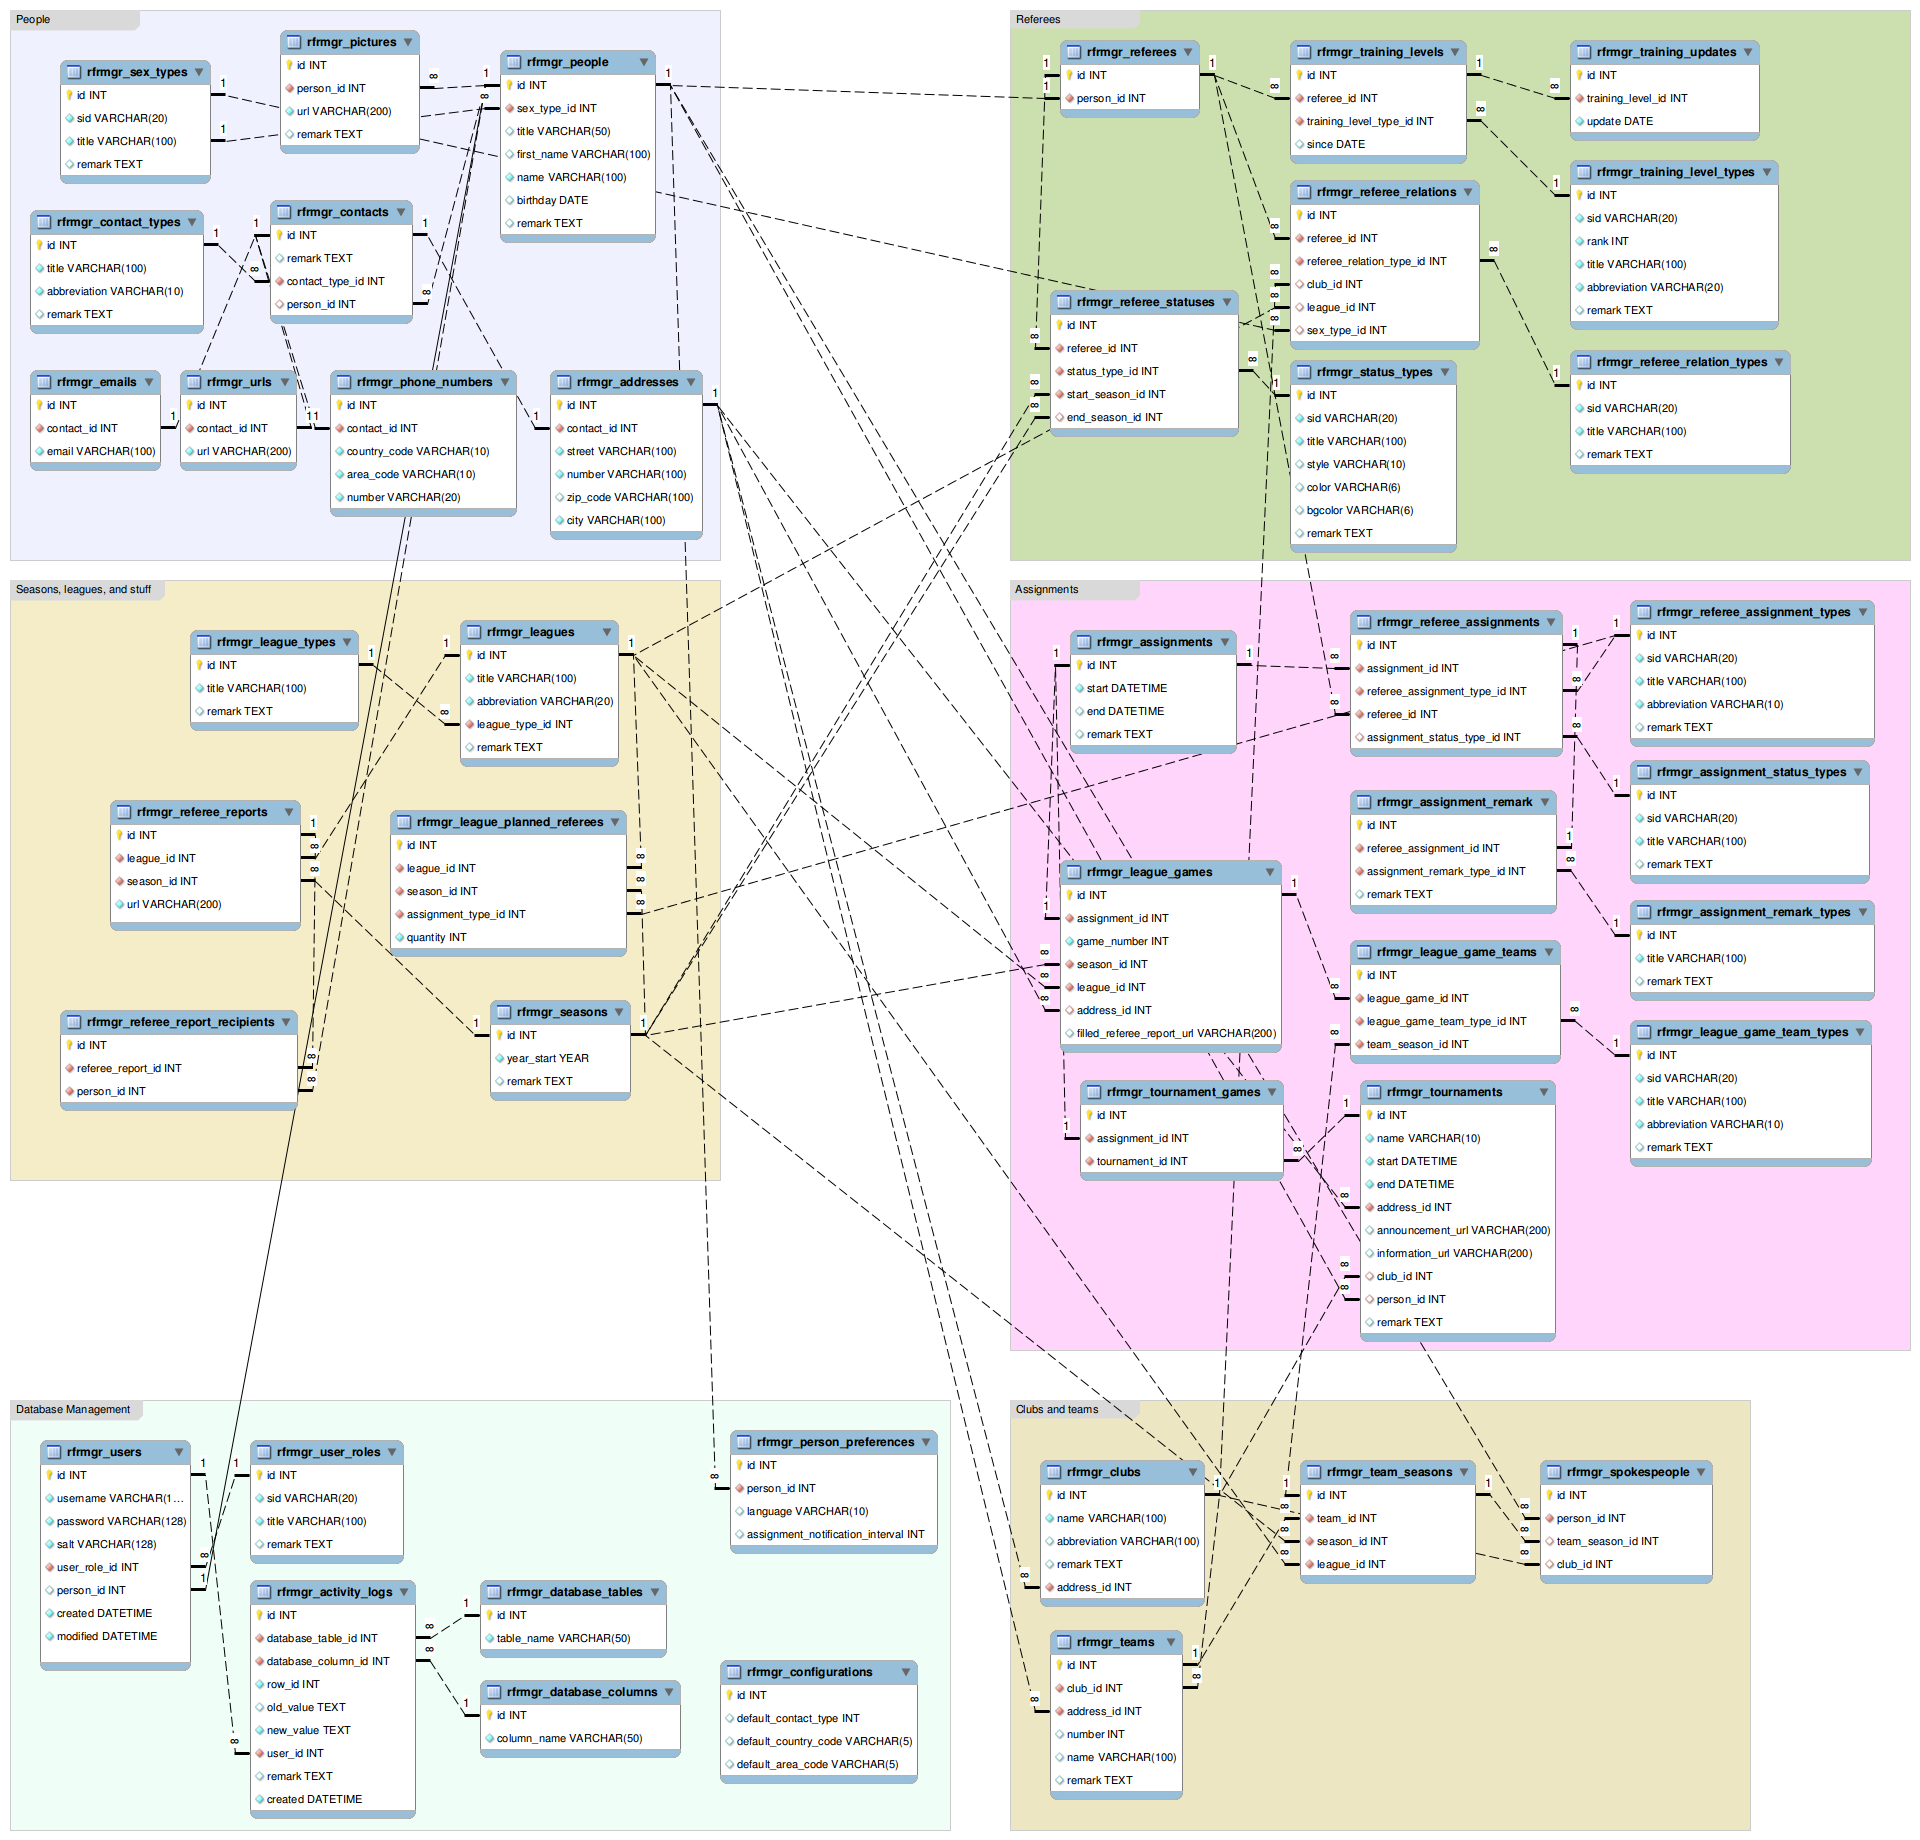 People
rfrmgr_sex_types
id INT
sid VARCHAR(20)
title VARCHAR(100)
remark TEXT
rfrmgr_pictures
id INT
person_id INT
url VARCHAR(200)
remark TEXT
rfrmgr_people
id INT
sex_type_id INT
title VARCHAR(50)
first_name VARCHAR(100)
name VARCHAR(100)
birthday DATE
remark TEXT
rfrmgr_contact_types
id INT
title VARCHAR(100)
abbreviation VARCHAR(10)
remark TEXT
rfrmgr_contacts
id INT
remark TEXT
contact_type_id INT
person_id INT
rfrmgr_emails
id INT
contact_id INT
email VARCHAR(100)
rfrmgr_urls
id INT
contact_id INT
url VARCHAR(200)
rfrmgr_phone_numbers
id INT
contact_id INT
country_code VARCHAR(10)
area_code VARCHAR(10)
number VARCHAR(20)
rfrmgr_addresses
id INT
contact_id INT
street VARCHAR(100)
number VARCHAR(100)
zip_code VARCHAR(100)
city VARCHAR(100)
Referees
rfrmgr_referees
id INT
person_id INT
rfrmgr_training_levels
id INT
referee_id INT
training_level_type_id INT
since DATE
rfrmgr_training_updates
id INT
training_level_id INT
update DATE
rfrmgr_training_level_types
id INT
sid VARCHAR(20)
rank INT
title VARCHAR(100)
abbreviation VARCHAR(20)
remark TEXT
rfrmgr_referee_relations
id INT
referee_id INT
referee_relation_type_id INT
club_id INT
league_id INT
sex_type_id INT
rfrmgr_referee_statuses
id INT
referee_id INT
status_type_id INT
start_season_id INT
end_season_id INT
rfrmgr_status_types
id INT
sid VARCHAR(20)
title VARCHAR(100)
style VARCHAR(10)
color VARCHAR(6)
bgcolor VARCHAR(6)
remark TEXT
rfrmgr_referee_relation_types
id INT
sid VARCHAR(20)
title VARCHAR(100)
remark TEXT
Seasons, leagues, and stuff
rfrmgr_league_types
id INT
title VARCHAR(100)
remark TEXT
rfrmgr_leagues
id INT
title VARCHAR(100)
abbreviation VARCHAR(20)
league_type_id INT
remark TEXT
rfrmgr_referee_reports
id INT
league_id INT
season_id INT
url VARCHAR(200)
rfrmgr_league_planned_referees
id INT
league_id INT
season_id INT
assignment_type_id INT
quantity INT
rfrmgr_referee_report_recipients
id INT
referee_report_id INT
person_id INT
rfrmgr_seasons
id INT
year_start YEAR
remark TEXT
Assignments
rfrmgr_assignments
id INT
start DATETIME
end DATETIME
remark TEXT
rfrmgr_referee_assignments
id INT
assignment_id INT
referee_assignment_type_id INT
referee_id INT
assignment_status_type_id INT
rfrmgr_referee_assignment_types
id INT
sid VARCHAR(20)
title VARCHAR(100)
abbreviation VARCHAR(10)
remark TEXT
rfrmgr_assignment_status_types
id INT
sid VARCHAR(20)
title VARCHAR(100)
remark TEXT
rfrmgr_assignment_remark
id INT
referee_assignment_id INT
assignment_remark_type_id INT
remark TEXT
rfrmgr_assignment_remark_types
id INT
title VARCHAR(100)
remark TEXT
rfrmgr_league_games
id INT
assignment_id INT
game_number INT
season_id INT
league_id INT
address_id INT
filled_referee_report_url VARCHAR(200)
rfrmgr_league_game_teams
id INT
league_game_id INT
league_game_team_type_id INT
team_season_id INT
rfrmgr_league_game_team_types
id INT
sid VARCHAR(20)
title VARCHAR(100)
abbreviation VARCHAR(10)
remark TEXT
rfrmgr_tournament_games
id INT
assignment_id INT
tournament_id INT
rfrmgr_tournaments
id INT
name VARCHAR(10)
start DATETIME
end DATETIME
address_id INT
announcement_url VARCHAR(200)
information_url VARCHAR(200)
club_id INT
person_id INT
remark TEXT
Database Management
rfrmgr_users
id INT
username VARCHAR(1...
password VARCHAR(128)
salt VARCHAR(128)
user_role_id INT
person_id INT
created DATETIME
modified DATETIME
rfrmgr_user_roles
id INT
sid VARCHAR(20)
title VARCHAR(100)
remark TEXT
rfrmgr_activity_logs
id INT
database_table_id INT
database_column_id INT
row_id INT
old_value TEXT
new_value TEXT
user_id INT
remark TEXT
created DATETIME
rfrmgr_database_tables
id INT
table_name VARCHAR(50)
rfrmgr_database_columns
id INT
column_name VARCHAR(50)
rfrmgr_person_preferences
id INT
person_id INT
language VARCHAR(10)
assignment_notification_interval INT
rfrmgr_configurations
id INT
default_contact_type INT
default_country_code VARCHAR(5)
default_area_code VARCHAR(5)
Clubs and teams
rfrmgr_clubs
id INT
name VARCHAR(100)
abbreviation VARCHAR(100)
remark TEXT
address_id INT
rfrmgr_team_seasons
id INT
team_id INT
season_id INT
league_id INT
rfrmgr_spokespeople
id INT
person_id INT
team_season_id INT
club_id INT
rfrmgr_teams
id INT
club_id INT
address_id INT
number INT
name VARCHAR(100)
remark TEXT